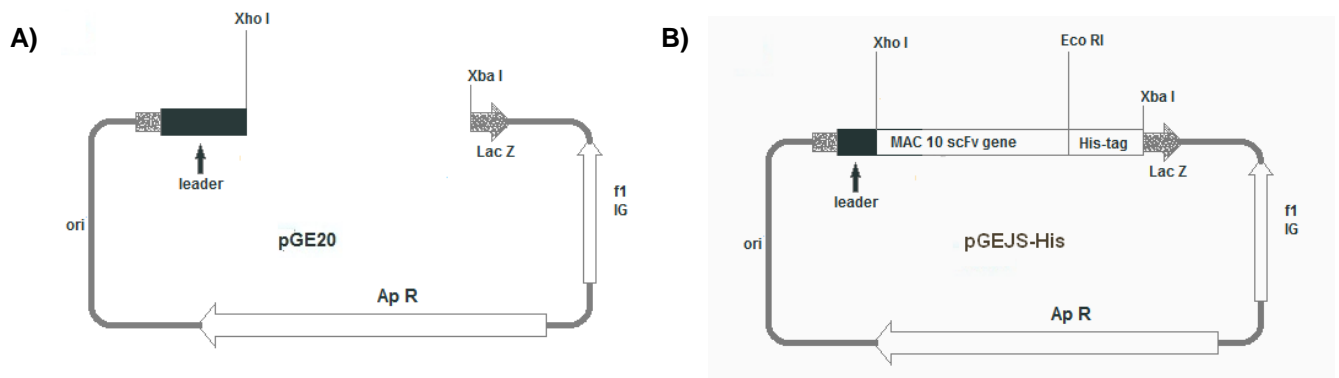 A)
Xho I
Xba I
Lac Z
leader
ori
f1
IG
pGE20
Ap R
B)
Xho I
Eco RI
Xba I
MAC 10 scFv gene
His-tag
Lac Z
leader
ori
f1
IG
pGEJS-His
Ap R